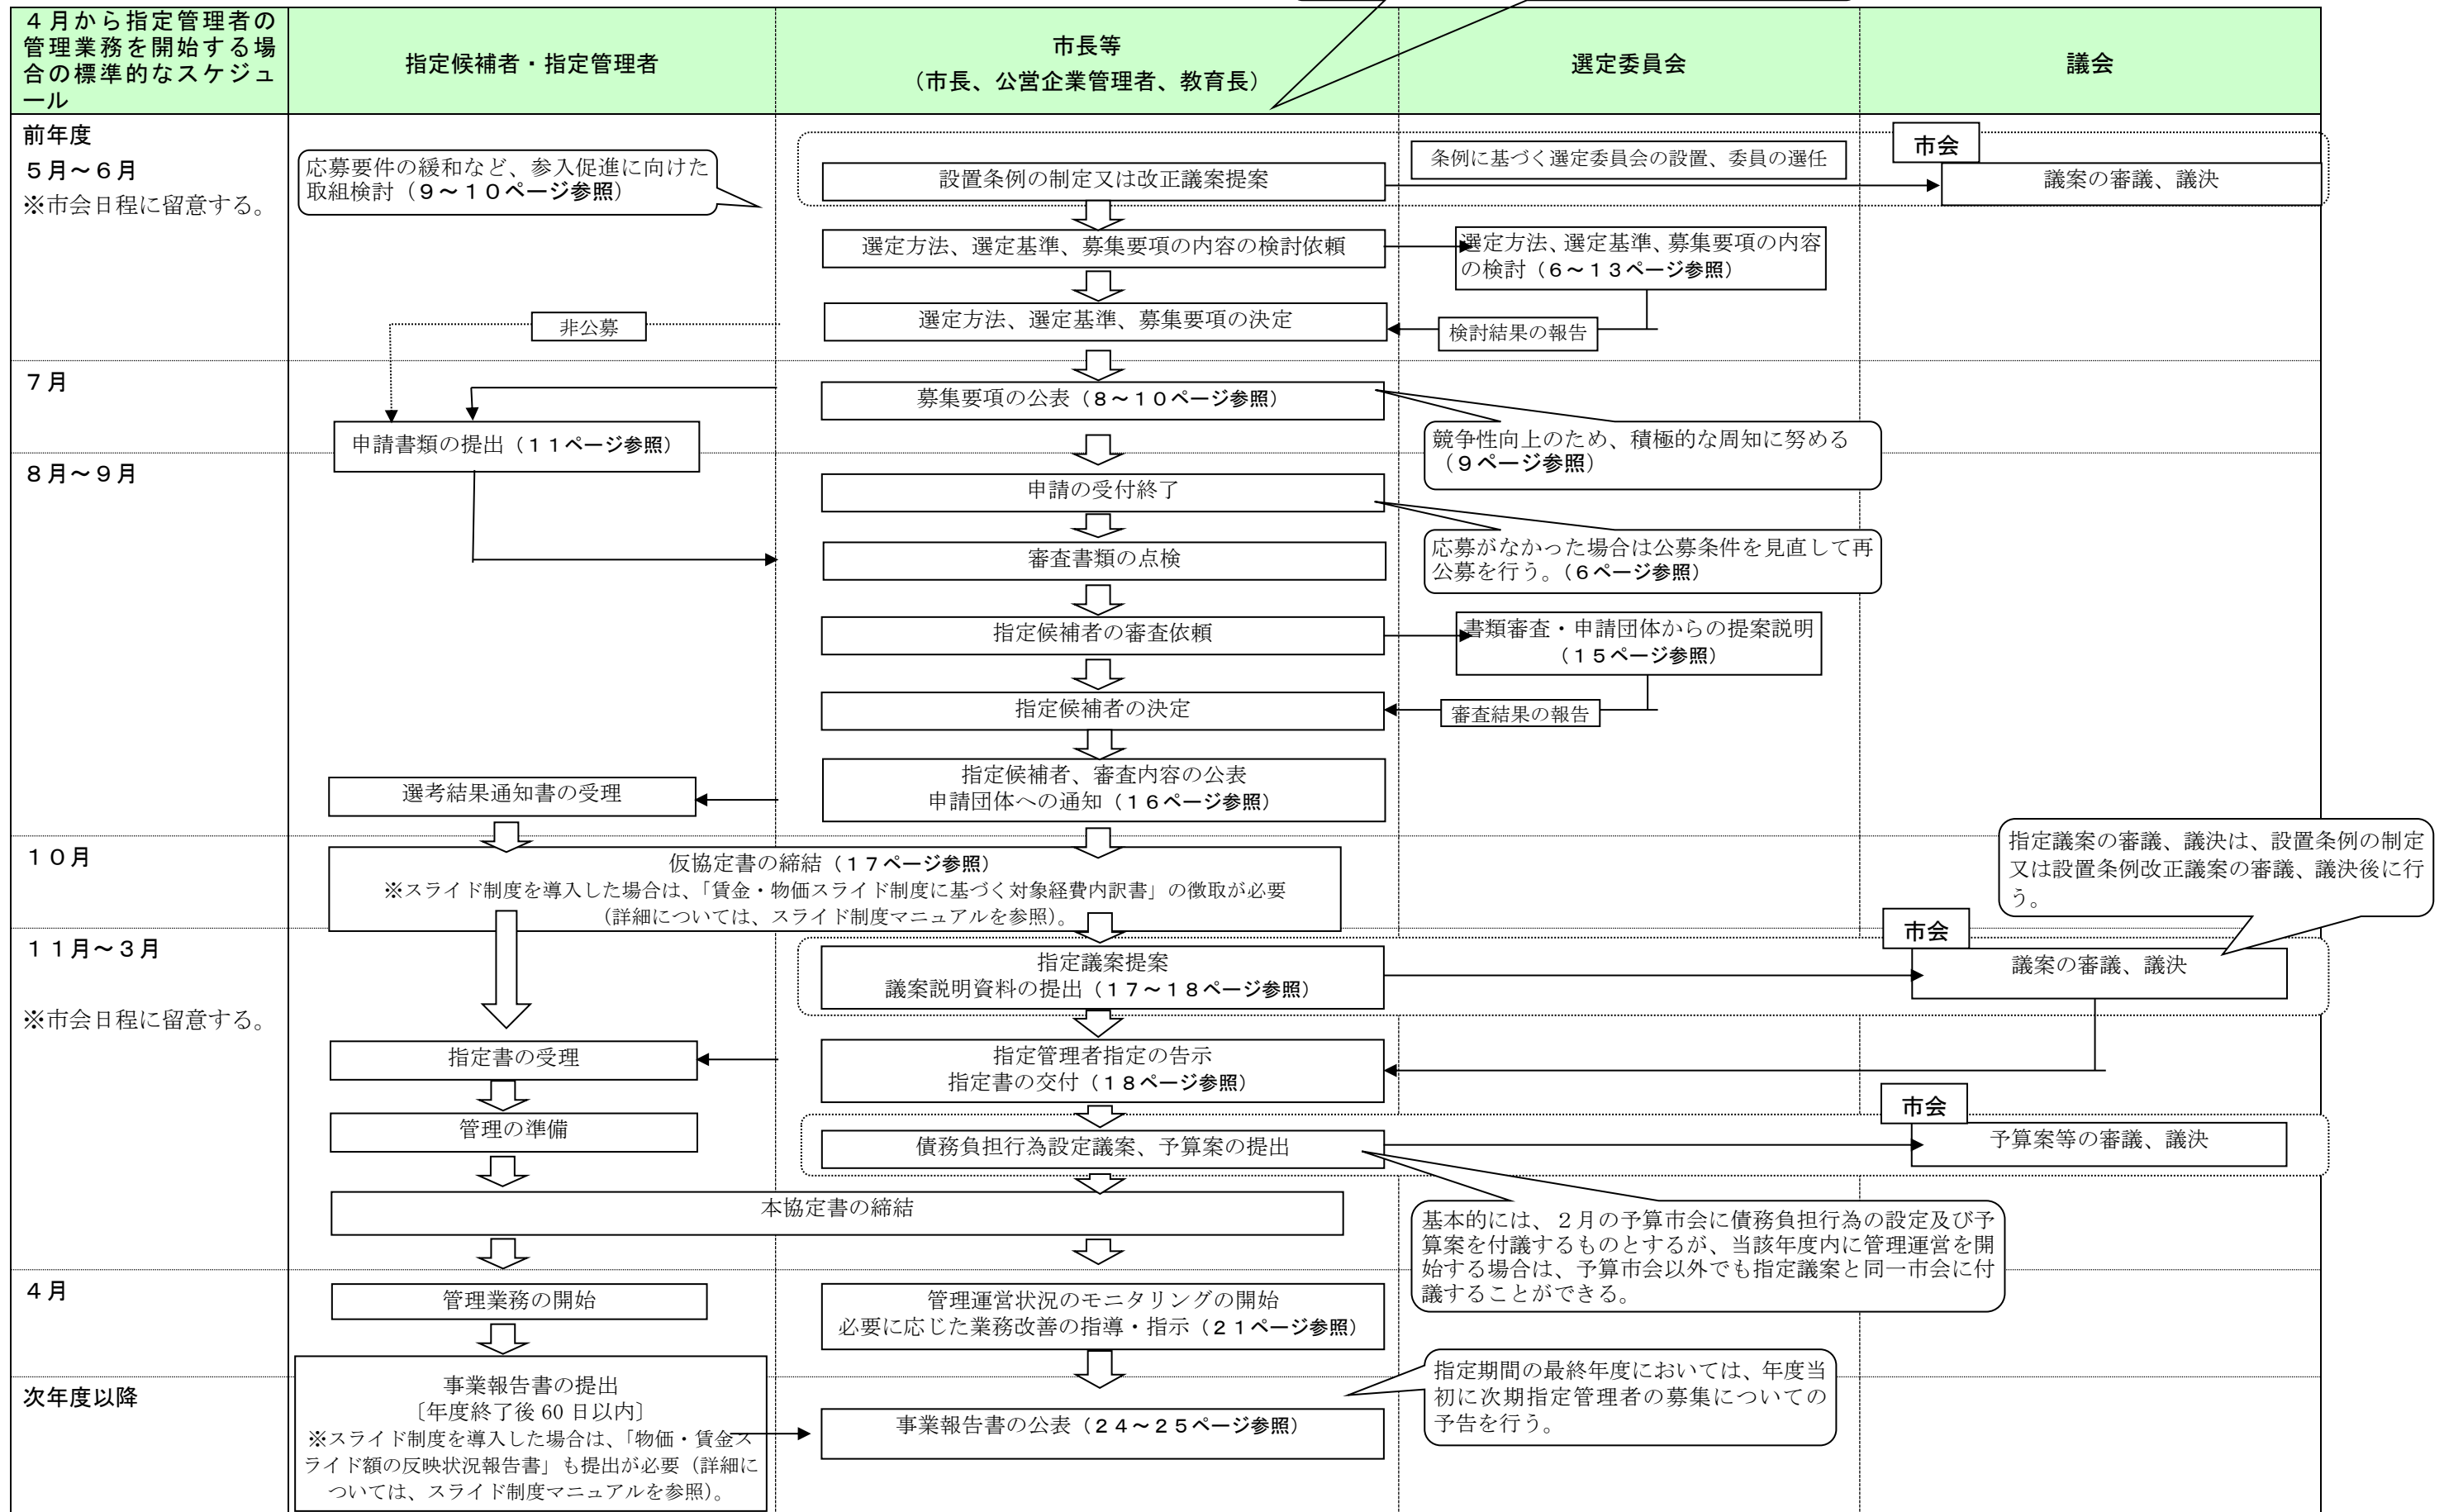 ４月から指定管理者の
管理業務を開始する場
合の標準的なスケジュ
ール
指定候補者・指定管理者
市長等
（市長、公営企業管理者、教育長）
選定委員会
議会
前年度
５月～６月
※市会日程に留意する。
応募要件の緩和など、参入促進に向けた
取組検討（９～１０ページ参照）
設置条例の制定又は改正議案提案
条例に基づく選定委員会の設置、委員の選任
市会
議案の審議、議決
選定方法、選定基準、募集要項の内容の検討依頼
選定方法、選定基準、募集要項の内容
の検討（６～１３ページ参照）
非公募
選定方法、選定基準、募集要項の決定
検討結果の報告
７月
募集要項の公表（８～１０ページ参照）
申請書類の提出（１１ページ参照）
競争性向上のため、積極的な周知に努める
（９ページ参照）
８月～９月
申請の受付終了
審査書類の点検
応募がなかった場合は公募条件を見直して再
公募を行う。（６ページ参照）
指定候補者の審査依頼
書類審査・申請団体からの提案説明
（１５ページ参照）
指定候補者の決定
審査結果の報告
選考結果通知書の受理
指定候補者、審査内容の公表
申請団体への通知（１６ページ参照）
１０月
仮協定書の締結（１７ページ参照）
※スライド制度を導入した場合は、「賃金・物価スライド制度に基づく対象経費内訳書」の徴取が必要
（詳細については、スライド制度マニュアルを参照）。
指定議案の審議、議決は、設置条例の制定
又は設置条例改正議案の審議、議決後に行
う。
１１月～３月
※市会日程に留意する。
市会
指定議案提案
議案説明資料の提出（１７～１８ページ参照）
議案の審議、議決
指定書の受理
指定管理者指定の告示
指定書の交付（１８ページ参照）
市会
管理の準備
債務負担行為設定議案、予算案の提出
予算案等の審議、議決
本協定書の締結
基本的には、２月の予算市会に債務負担行為の設定及び予
算案を付議するものとするが、当該年度内に管理運営を開
始する場合は、予算市会以外でも指定議案と同一市会に付
議することができる。
４月
管理業務の開始
管理運営状況のモニタリングの開始
必要に応じた業務改善の指導・指示（２１ページ参照）
次年度以降
事業報告書の提出
〔年度終了後 60 日以内〕
※スライド制度を導入した場合は、「物価・賃金ス
ライド額の反映状況報告書」も提出が必要（詳細に
ついては、スライド制度マニュアルを参照）。
事業報告書の公表（２４～２５ページ参照）
指定期間の最終年度においては、年度当
初に次期指定管理者の募集についての
予告を行う。